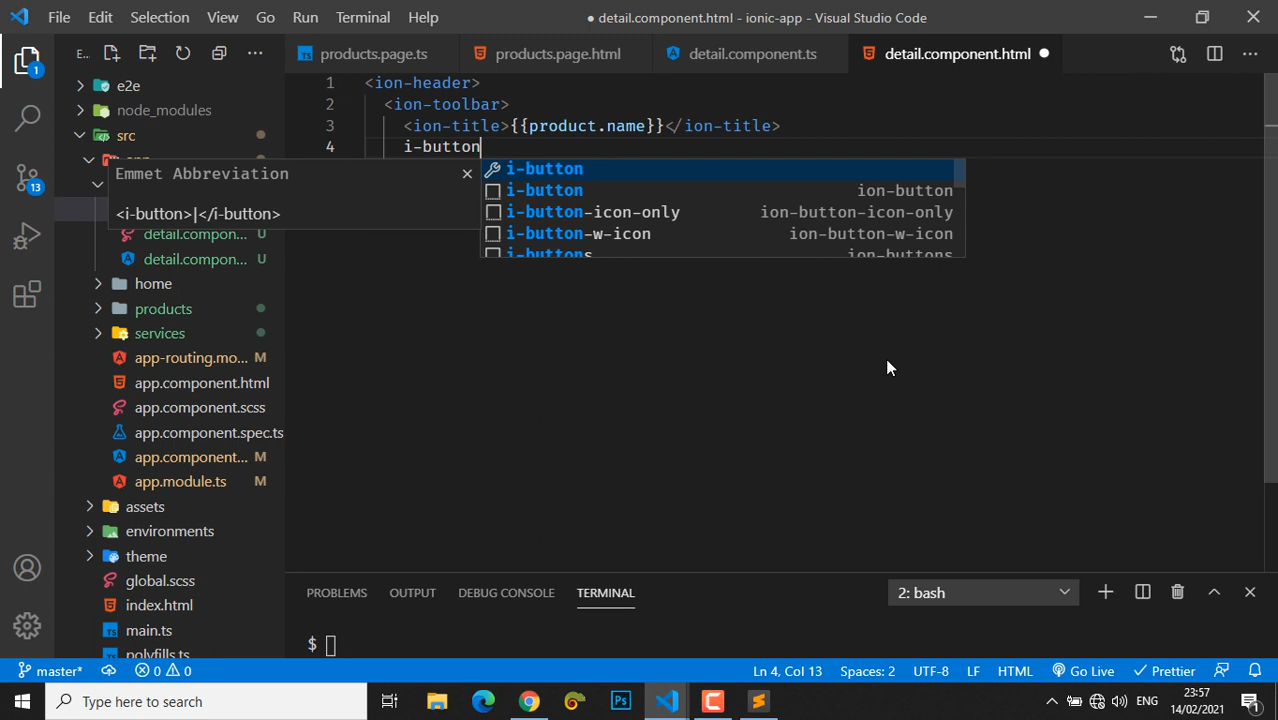 File Edit Selection View Go Run Terminal Help
● detail.component.html - ionic-app - Visual Studio Code
E...
products.page.ts
products.page.html
detail.component.ts
detail.component.html
1
13
e2e
node_modules
src
detail.compon... U
detail.compon... U
home
products
services
app-routing.mo... M
app.component.html
app.component.scss
app.component.spec.ts
app.component... M
app.module.ts M
assets
environments
theme
global.scss
index.html
main.ts
polyfills.ts
1 <ion-header>
2 <ion-toolbar>
3 <ion-title>{{product.name}}</ion-title>
4 i-button
Emmet Abbreviation
<i-button>|</i-button>
i-button
i-button ion-button
i-button-icon-only ion-button-icon-only
i-button-w-icon ion-button-w-icon
i-buttons ion-buttons
PROBLEMS OUTPUT DEBUG CONSOLE TERMINAL
2: bash
$
master* 0 0
Ln 4, Col 13 Spaces: 2 UTF-8 LF HTML Go Live Prettier
Type here to search
Ps
ENG
23:57
14/02/2021
1